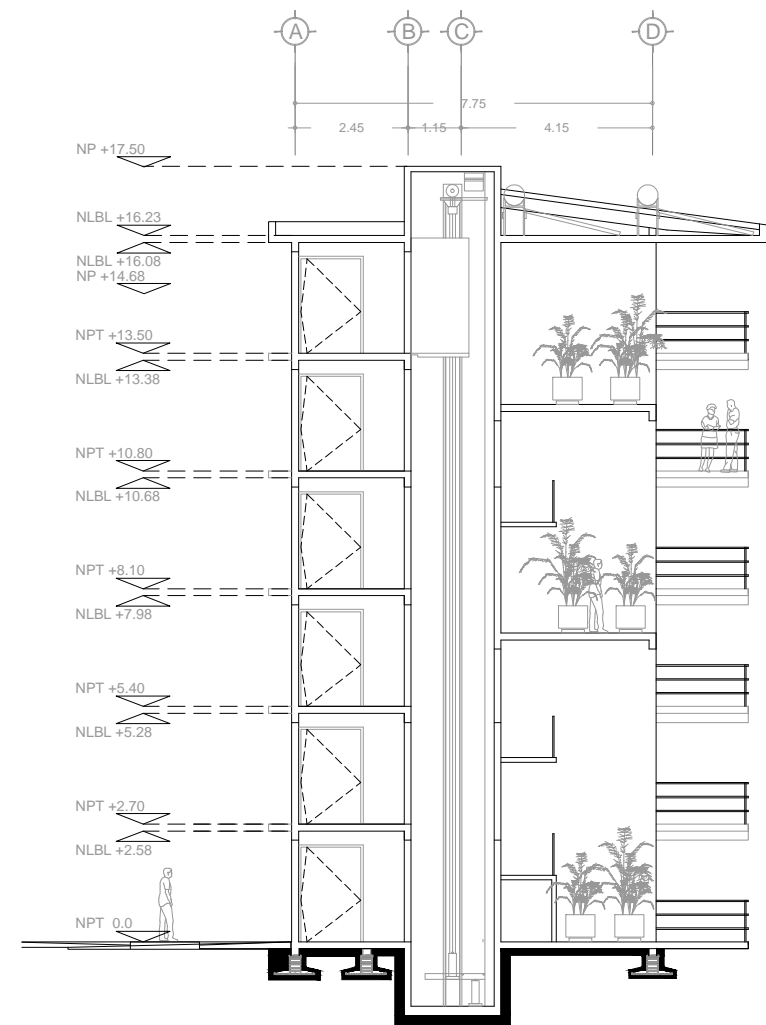 A B C D
7.75
2.45 1.15 4.15
NP +17.50
NLBL +16.23
NLBL +16.08
NP +14.68
NPT +13.50
NLBL +13.38
NPT +10.80
NLBL +10.68
NPT +8.10
NLBL +7.98
NPT +5.40
NLBL +5.28
NPT +2.70
NLBL +2.58
NPT 0.0